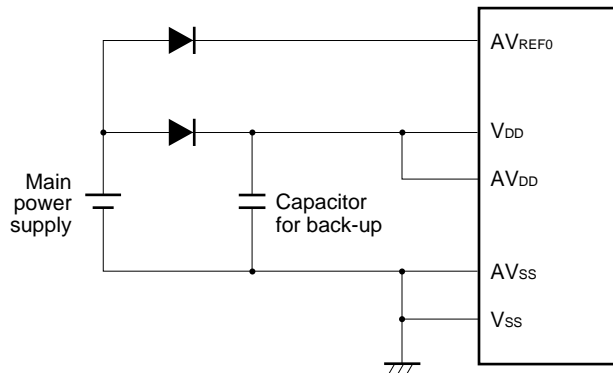 AVREF0
VDD
AVDD
Main
power
supply
Capacitor
for back-up
AVSS
VSS